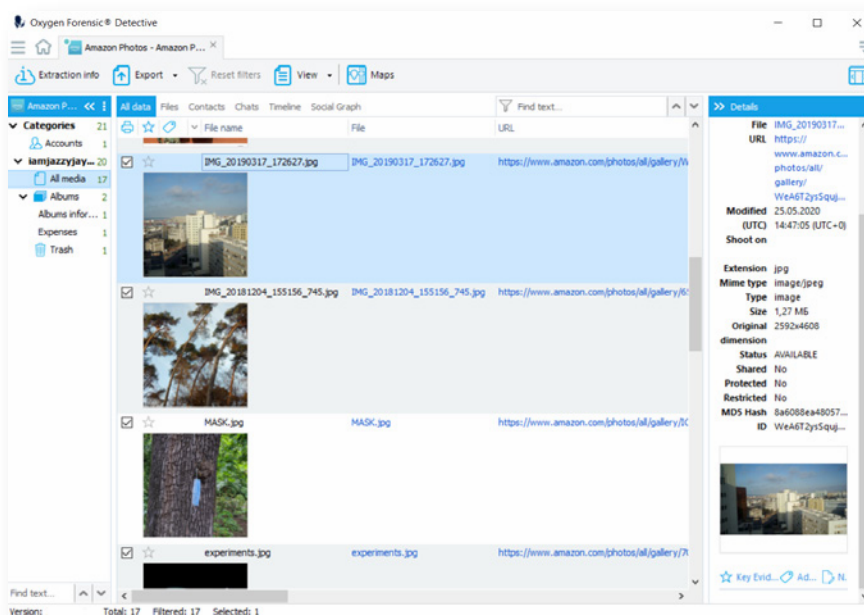 Oxygen Forensic® Detective
Amazon Photos - Amazon P...
Extraction info
Export
Reset filters
View
Maps
Amazon P...
All data Files Contacts Chats Timeline Social Graph
Find text...
Details
Categories 21
Accounts 1
iamjazzyjay... 20
All media 17
Albums 2
Albums infor... 1
Expenses 1
Trash 1
File name File URL
IMG_20190317_172627.jpg IMG_20190317_172627.jpg https://www.amazon.com/photos/all/gallery/W
IMG_20181204_155156_745.jpg IMG_20181204_155156_745.jpg https://www.amazon.com/photos/all/gallery/6
MASK.jpg MASK.jpg https://www.amazon.com/photos/all/gallery/
experiments.jpg experiments.jpg https://www.amazon.com/photos/all/gallery/7
File IMG_20190317...
URL https://
www.amazon.c...
photos/all/
gallery/
WeA6T2ysSquj...
Modified 25.05.2020
(UTC) 14:47:05 (UTC+0)
Shoot on
Extension jpg
Mime type image/jpeg
Type image
Size 1,27 МБ
Original 2592x4608
dimension
Status AVAILABLE
Shared No
Protected No
Restricted No
MD5 Hash 8a6088ea48057...
ID WeA6T2ysSquj...
Key Evid... Ad... N.
Find text...
Version: Total: 17 Filtered: 17 Selected: 1